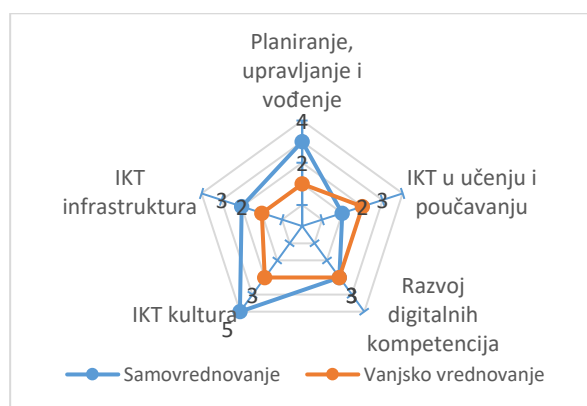 Planiranje,
upravljanje i
vođenje
4
2
IKT
infrastruktura
3
2
2
3
IKT u učenju i
poučavanju
IKT kultura
3
5
3
Razvoj
digitalnih
kompetencija
Samovrednovanje
Vanjsko vrednovanje